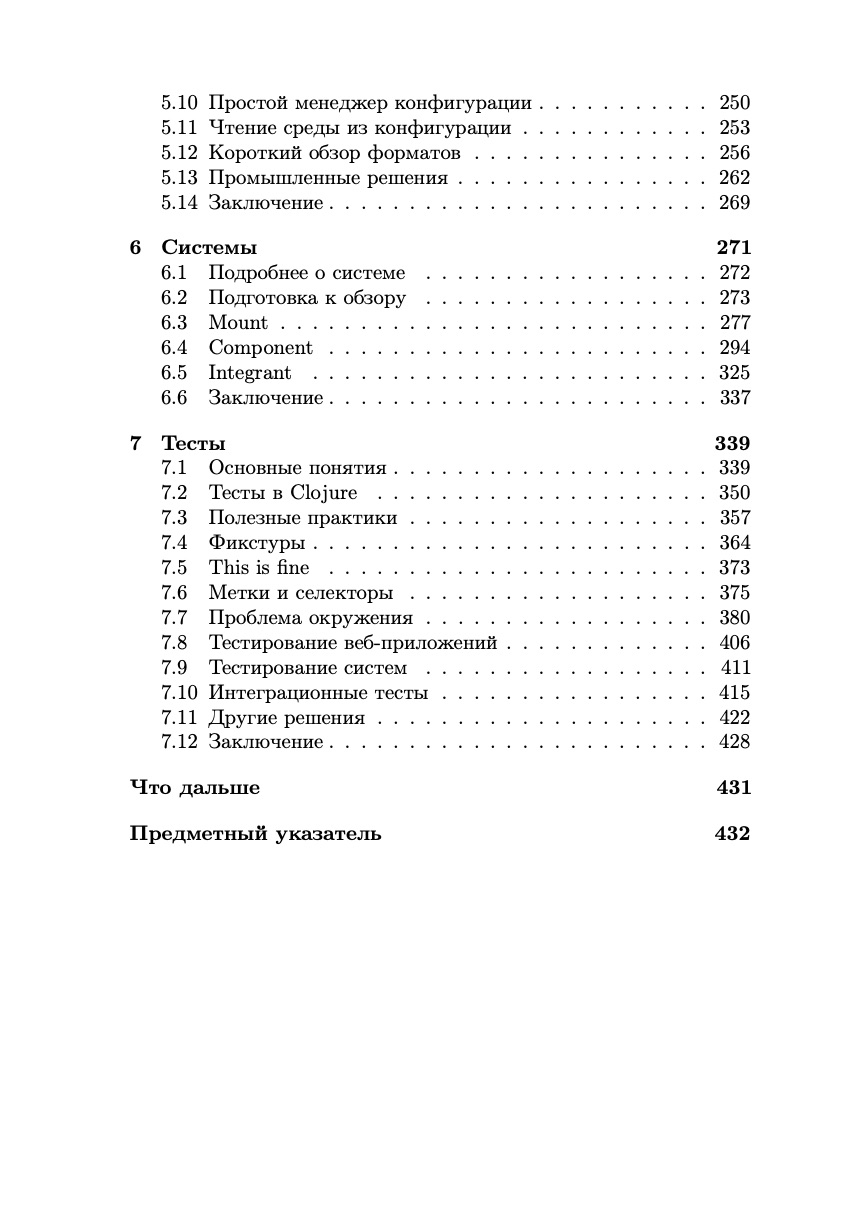 5.10 Простой менеджер конфигурации . . . . . . . . . . . 250
5.11 Чтение среды из конфигурации . . . . . . . . . . . . 253
5.12 Короткий обзор форматов . . . . . . . . . . . . . . . 256
5.13 Промышленные решения . . . . . . . . . . . . . . . . 262
5.14 Заключение . . . . . . . . . . . . . . . . . . . . . . . . 269
6 Системы 271
6.1 Подробнее о системе . . . . . . . . . . . . . . . . . . 272
6.2 Подготовка к обзору . . . . . . . . . . . . . . . . . . 273
6.3 Mount . . . . . . . . . . . . . . . . . . . . . . . . . . . 277
6.4 Component . . . . . . . . . . . . . . . . . . . . . . . . 294
6.5 Integrant . . . . . . . . . . . . . . . . . . . . . . . . . 325
6.6 Заключение . . . . . . . . . . . . . . . . . . . . . . . . 337
7 Тесты 339
7.1 Основные понятия . . . . . . . . . . . . . . . . . . . . 339
7.2 Тесты в Clojure . . . . . . . . . . . . . . . . . . . . . 350
7.3 Полезные практики . . . . . . . . . . . . . . . . . . . 357
7.4 Фикстуры . . . . . . . . . . . . . . . . . . . . . . . . . 364
7.5 This is fine . . . . . . . . . . . . . . . . . . . . . . . . 373
7.6 Метки и селекторы . . . . . . . . . . . . . . . . . . . 375
7.7 Проблема окружения . . . . . . . . . . . . . . . . . . 380
7.8 Тестирование веб-приложений . . . . . . . . . . . . . 406
7.9 Тестирование систем . . . . . . . . . . . . . . . . . . 411
7.10 Интеграционные тесты . . . . . . . . . . . . . . . . . 415
7.11 Другие решения . . . . . . . . . . . . . . . . . . . . . 422
7.12 Заключение . . . . . . . . . . . . . . . . . . . . . . . . 428
Что дальше 431
Предметный указатель 432